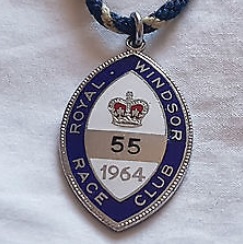 ROYAL WINDSOR
55
1964
RACE CLUB